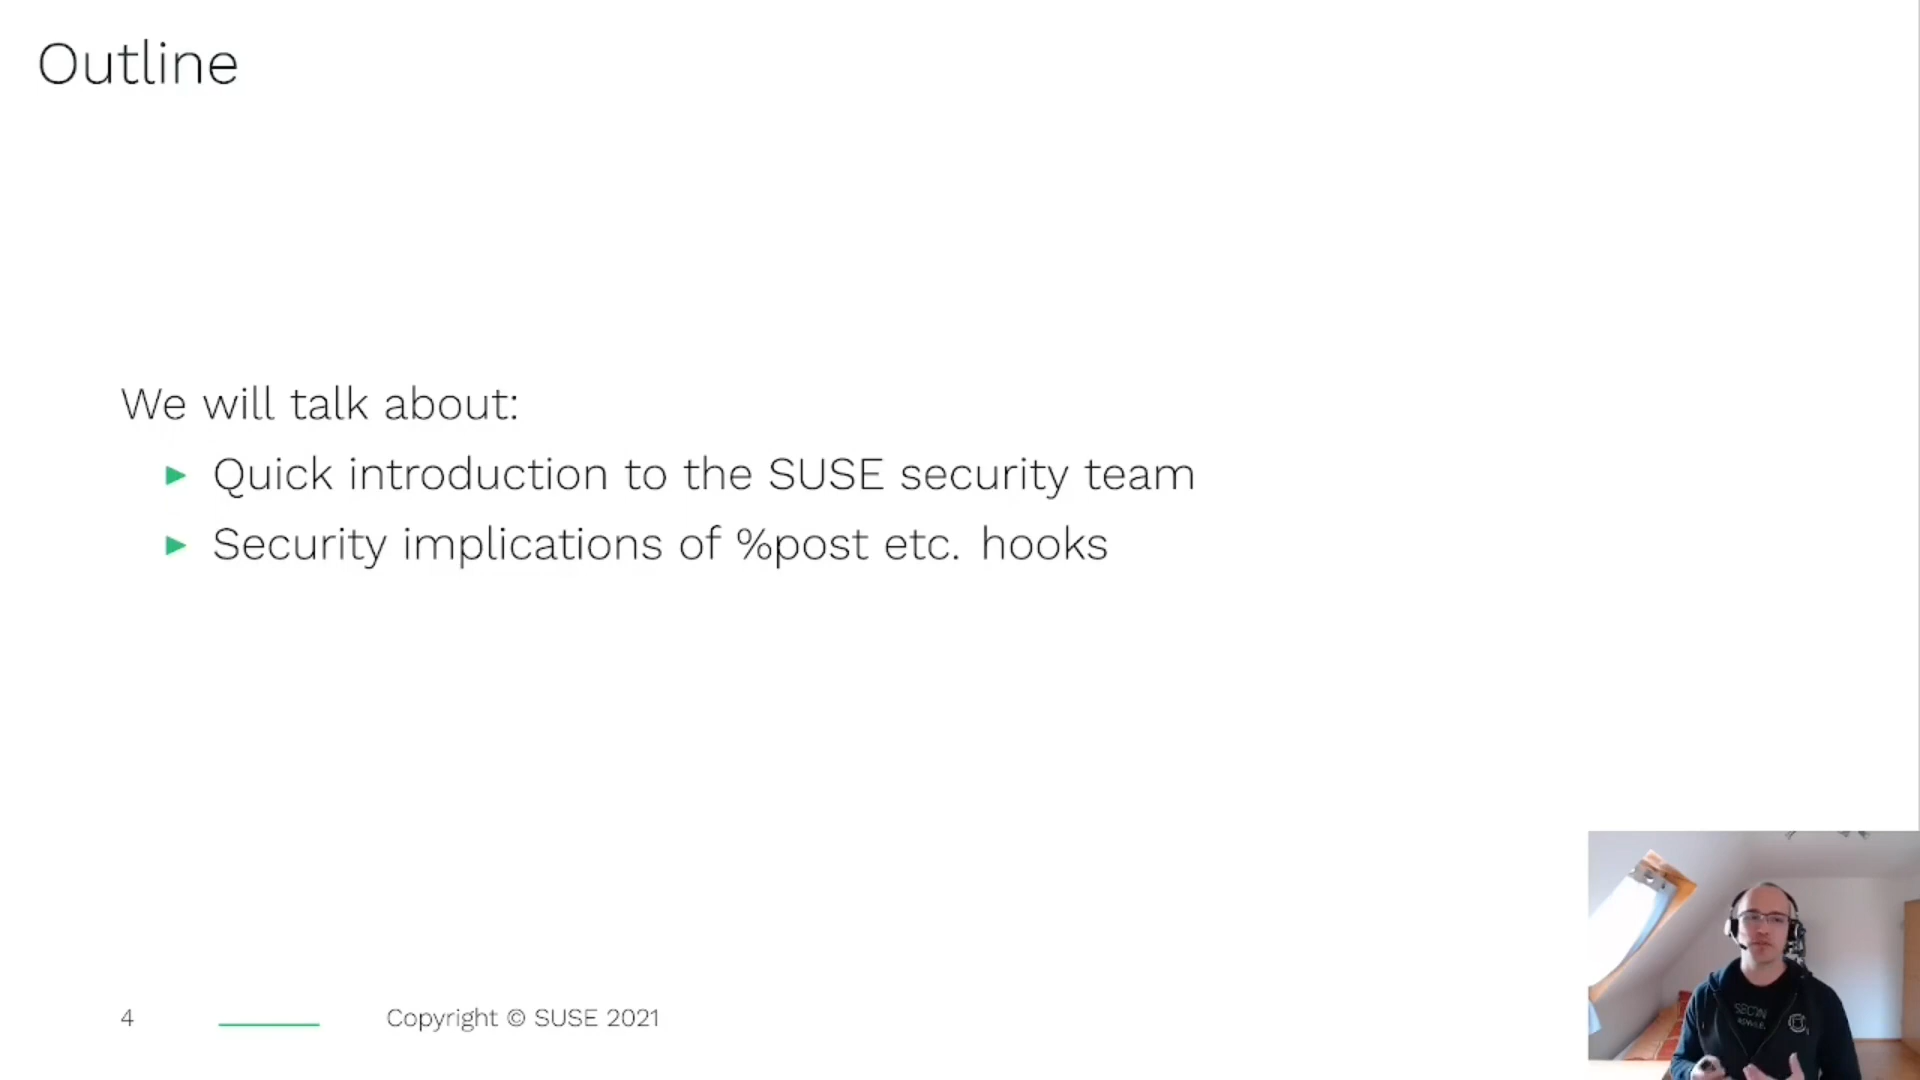 Outline
We will talk about:
Quick introduction to the SUSE security team
Security implications of %post etc. hooks
4
Copyright © SUSE 2021